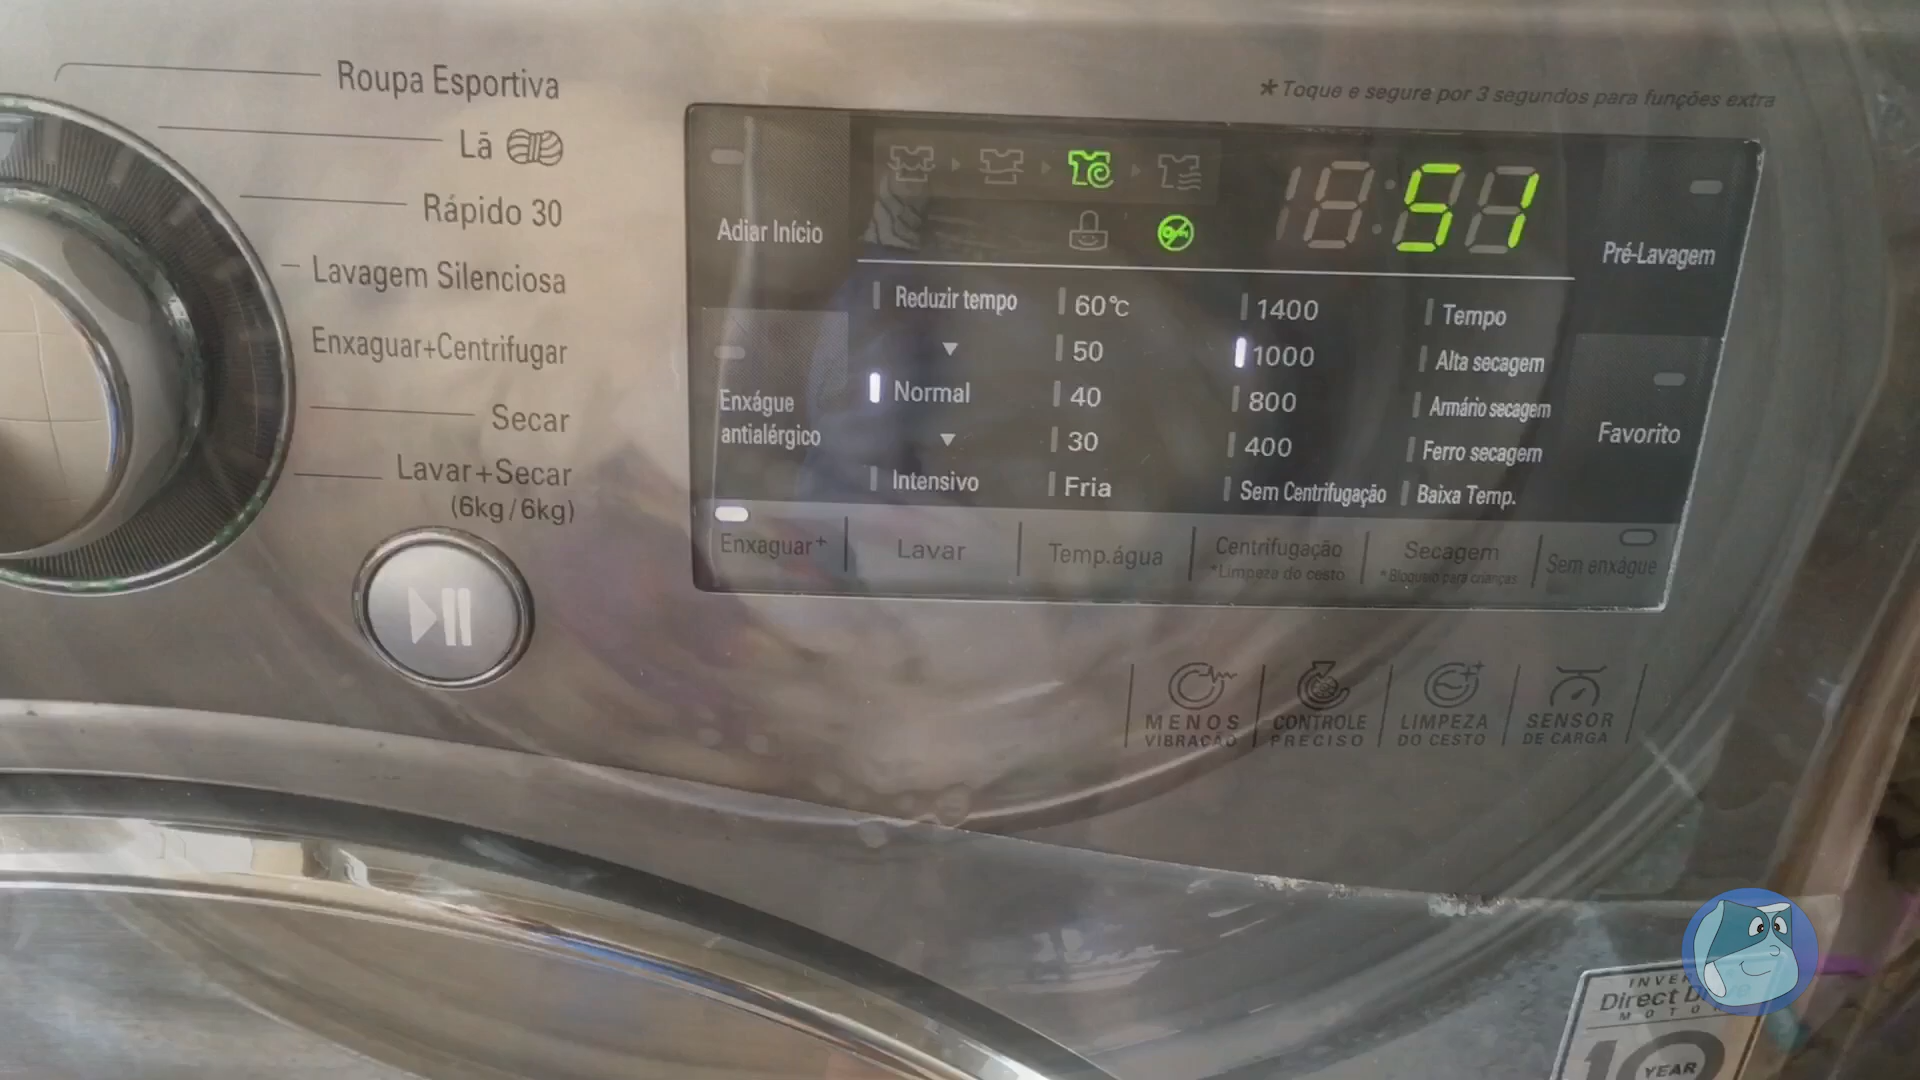 Roupa Esportiva
Lã
Rápido 30
Lavagem Silenciosa
Enxaguar+Centrifugar
Secar
Lavar+Secar
(6kg/6kg)
*Toque e segure por 3 segundos para funções extra
51
Adiar Início
Pré-Lavagem
Reduzir tempo
Normal
Intensivo
60°C
50
40
30
Fria
1400
1000
800
400
Sem Centrifugação
Tempo
Alta secagem
Armário secagem
Ferro secagem
Baixa Temp.
Enxágue
antialérgico
Favorito
Enxaguar+
Lavar
Temp.água
Centrifugação
*Limpeza do cesto
Secagem
*Bloqueio para crianças
Sem enxágue
MENOS
VIBRAÇÃO
CONTROLE
PRECISO
LIMPEZA
DO CESTO
SENSOR
DE CARGA
Direct
10
YEAR